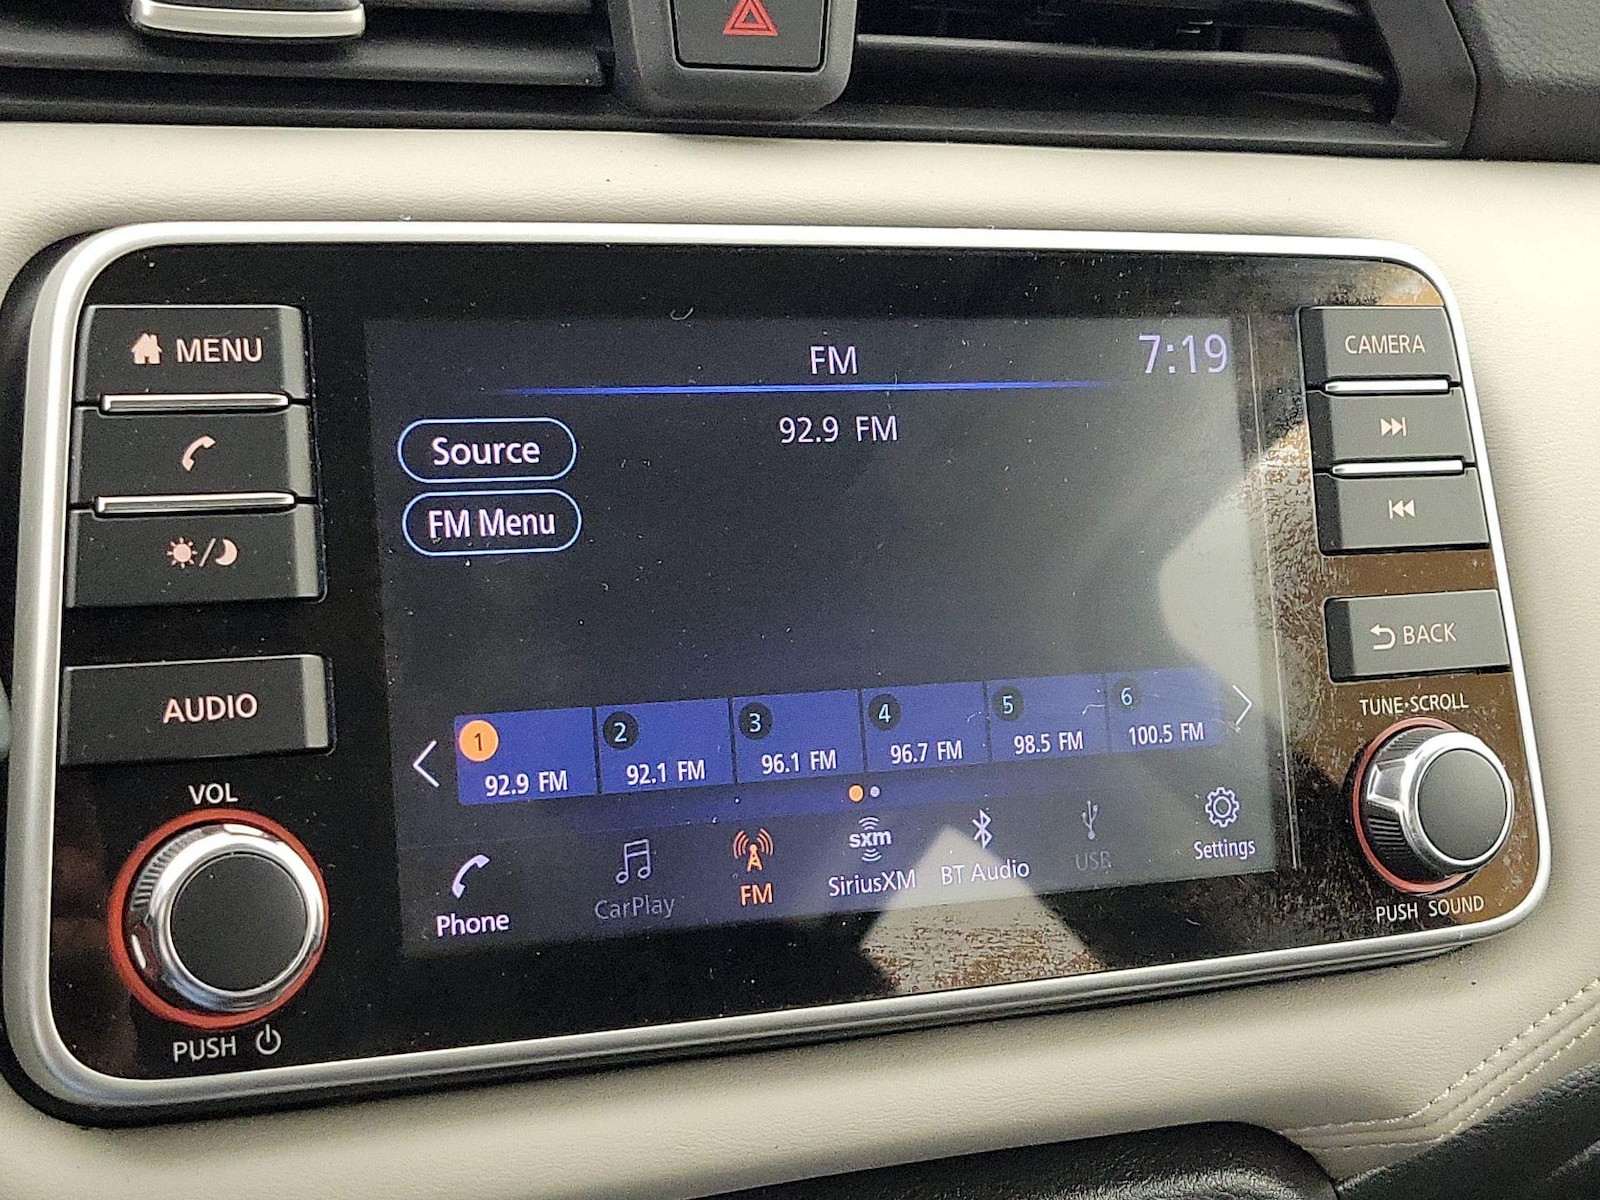 MENU
AUDIO
VOL
PUSH
FM
7:19
92.9 FM
Source
FM Menu
1
92.9 FM
2
92.1 FM
3
96.1 FM
4
96.7 FM
5
98.5 FM
6
100.5 FM
Phone
CarPlay
FM
sxm
SiriusXM
BT Audio
USB
Settings
CAMERA
BACK
TUNE•SCROLL
PUSH SOUND